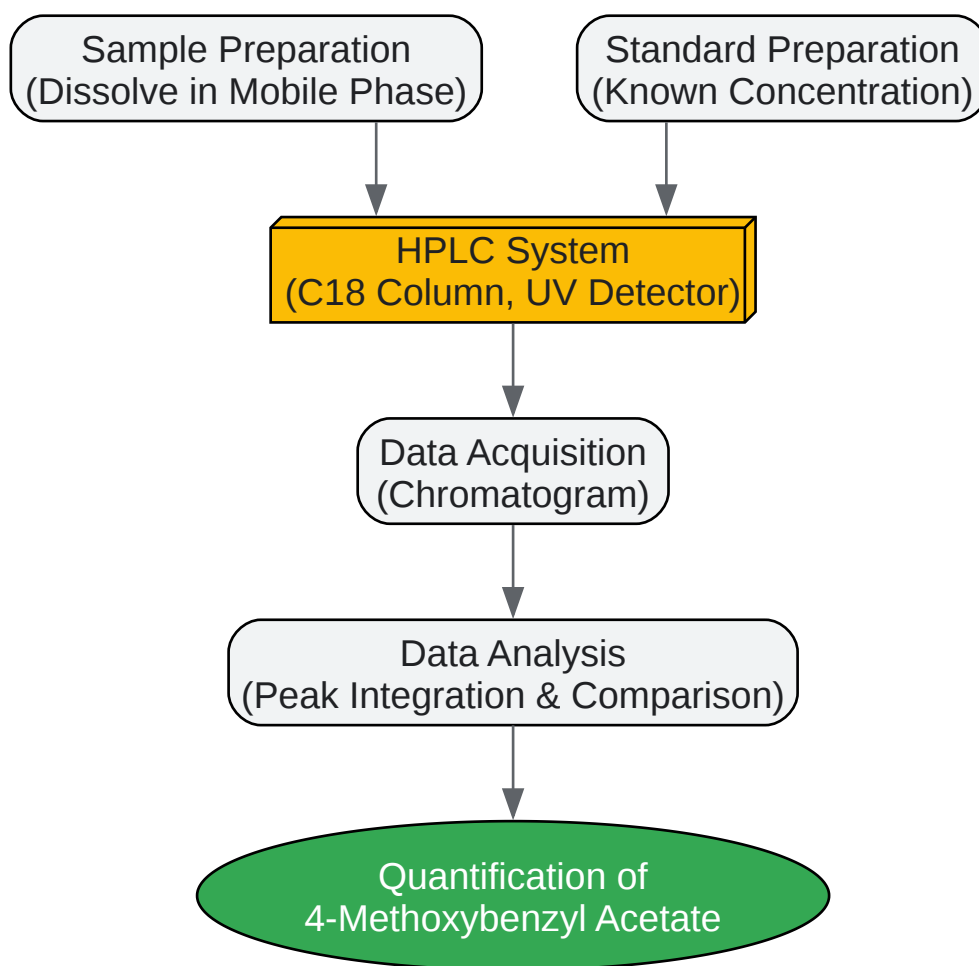 Sample Preparation
(Dissolve in Mobile Phase)
Standard Preparation
(Known Concentration)
HPLC System
(C18 Column, UV Detector)
Data Acquisition
(Chromatogram)
Data Analysis
(Peak Integration & Comparison)
Quantification of
4-Methoxybenzyl Acetate